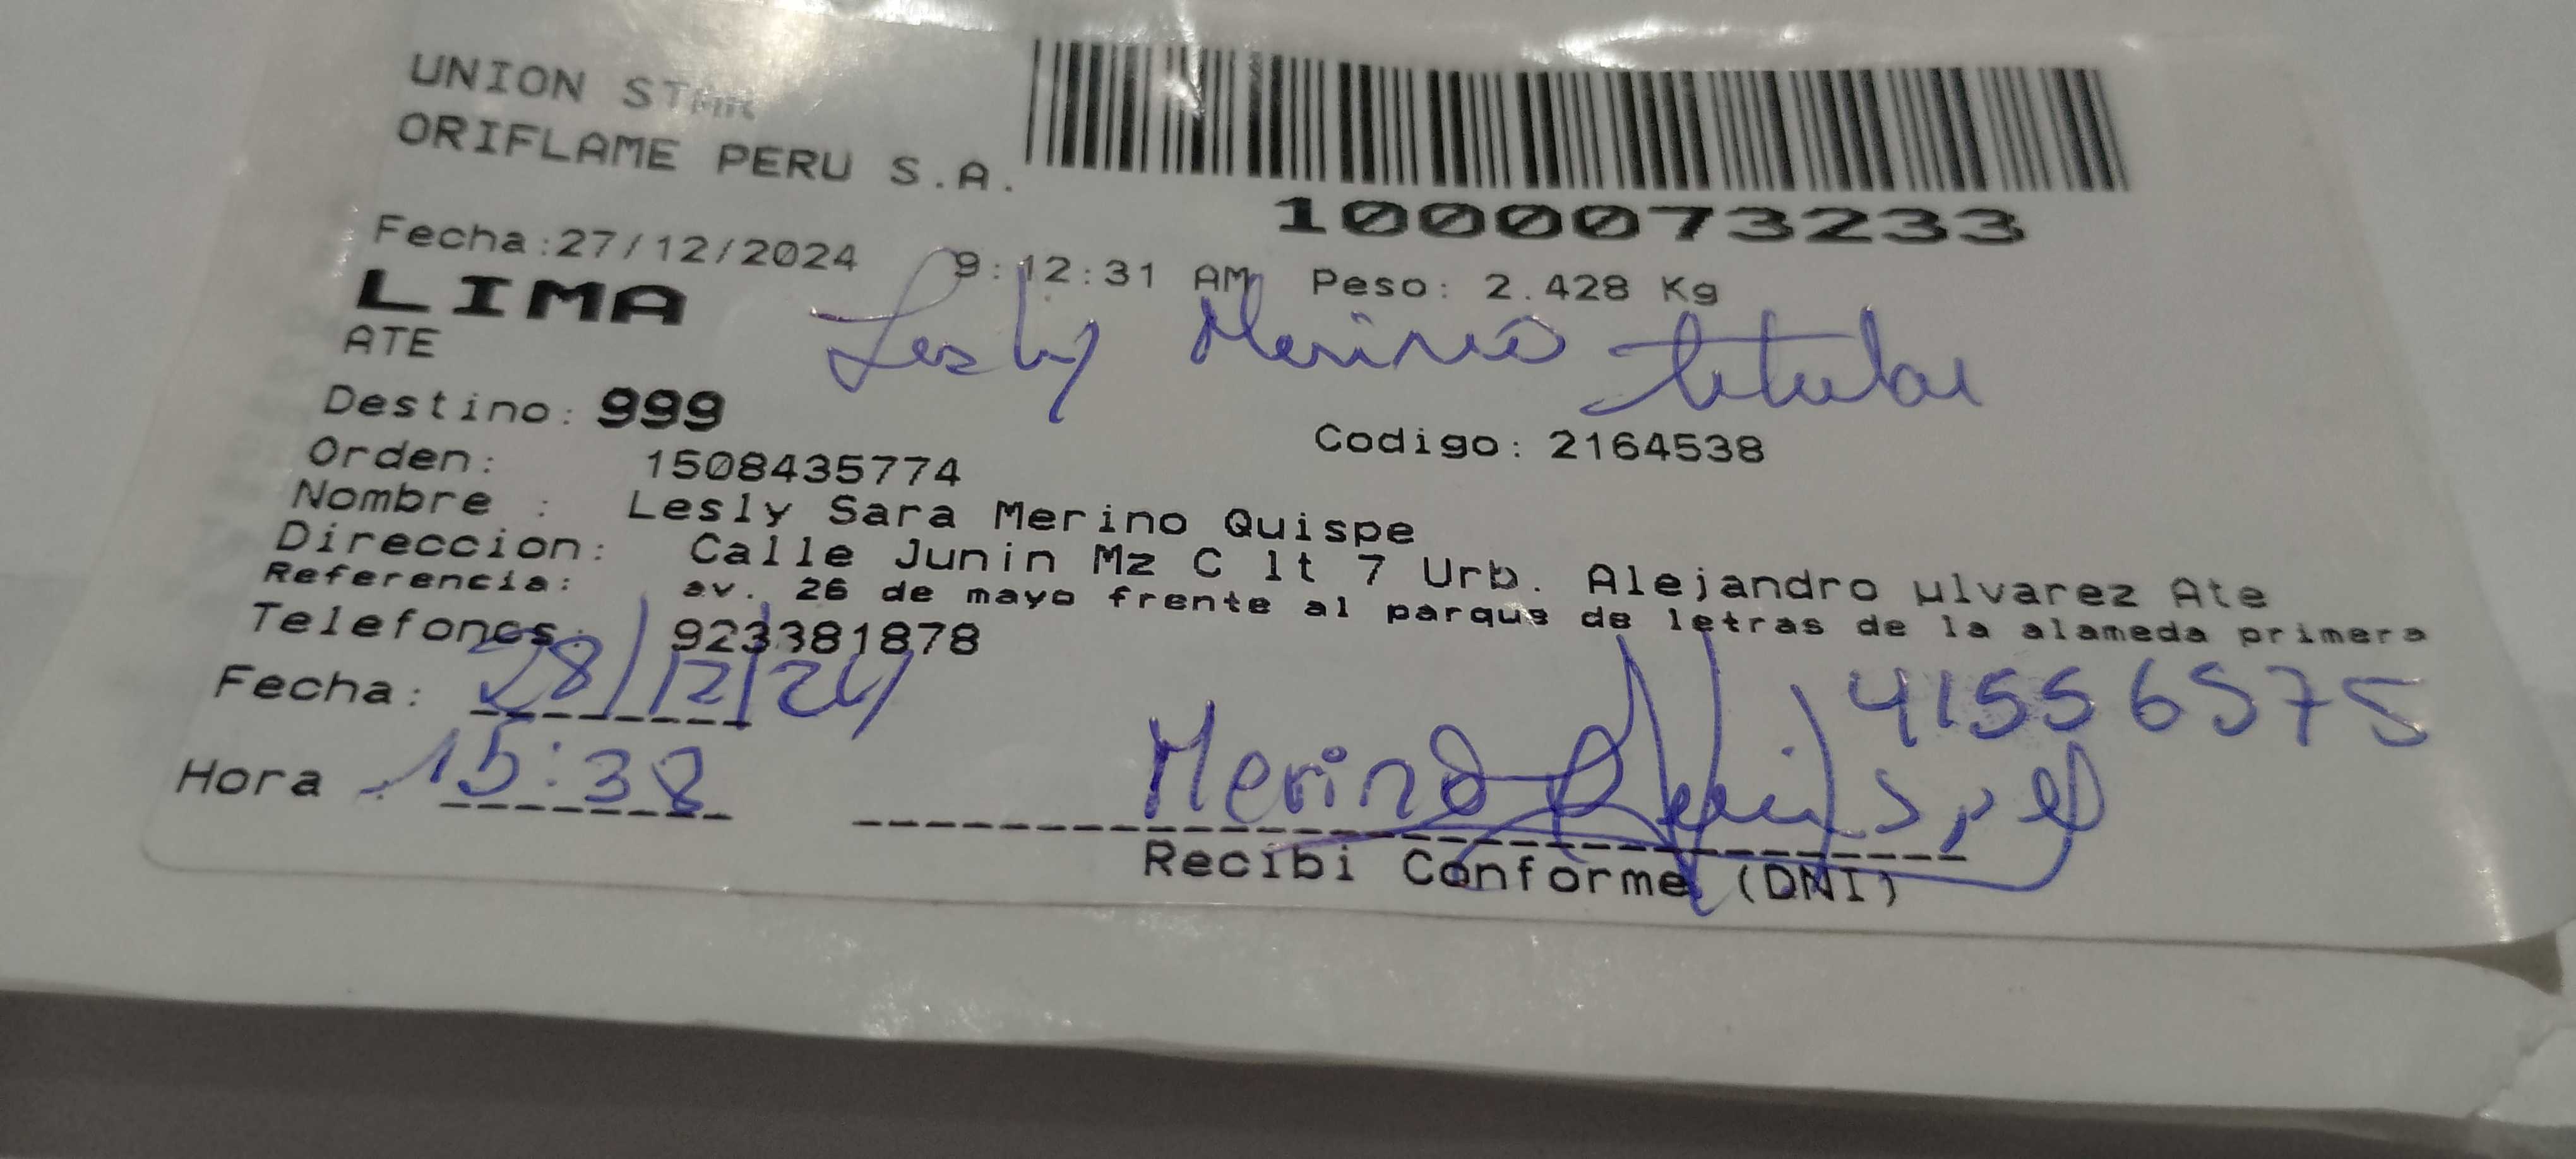 UNION STAR
ORIFLAME PERU S.A.
1000073233
Fecha:27/12/2024 9:12:31 AM Peso: 2.428 Kg
LIMA
ATE
Lesly Merino titular
Destino: 999
Codigo: 2164538
Orden: 1508435774
Nombre : Lesly Sara Merino Quispe
Direccion: Calle Junin Mz C lt 7 Urb. Alejandro µlvarez Ate
Referencia: av. 26 de mayo frente al parque de letras de la alameda primera
Telefonos: 923381878
Fecha: 28/12/24
41556575
Hora 15:38
Merino
Recibi Conforme (DNI)